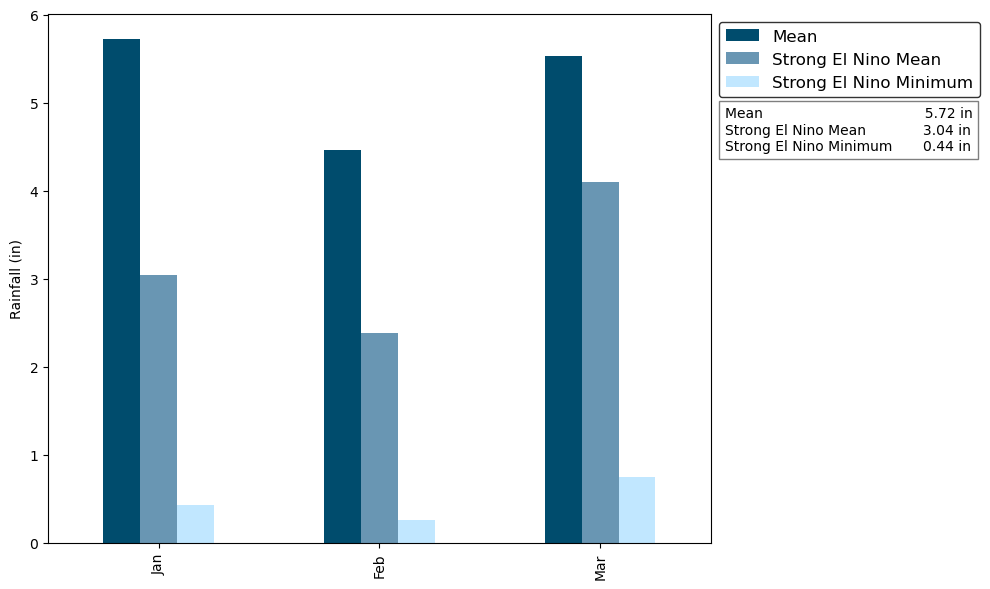 6
5
4
3
2
1
0
Rainfall (in)
Jan
Feb
Mar
Mean
Strong El Nino Mean
Strong El Nino Minimum
Mean 5.72 in
Strong El Nino Mean 3.04 in
Strong El Nino Minimum 0.44 in